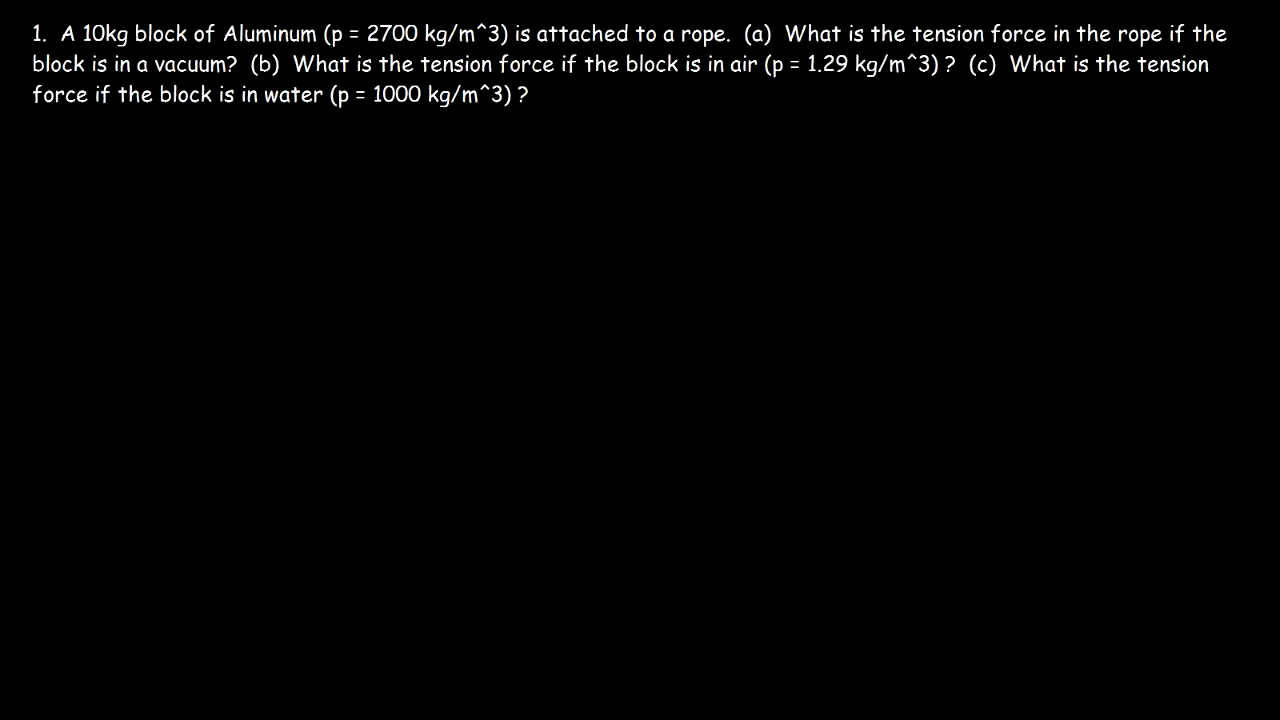 1.  A 10kg block of Aluminum (p = 2700 kg/m^3) is attached to a rope.  (a)  What is the tension force in the rope if the
block is in a vacuum?  (b)  What is the tension force if the block is in air (p = 1.29 kg/m^3) ?  (c)  What is the tension
force if the block is in water (p = 1000 kg/m^3) ?